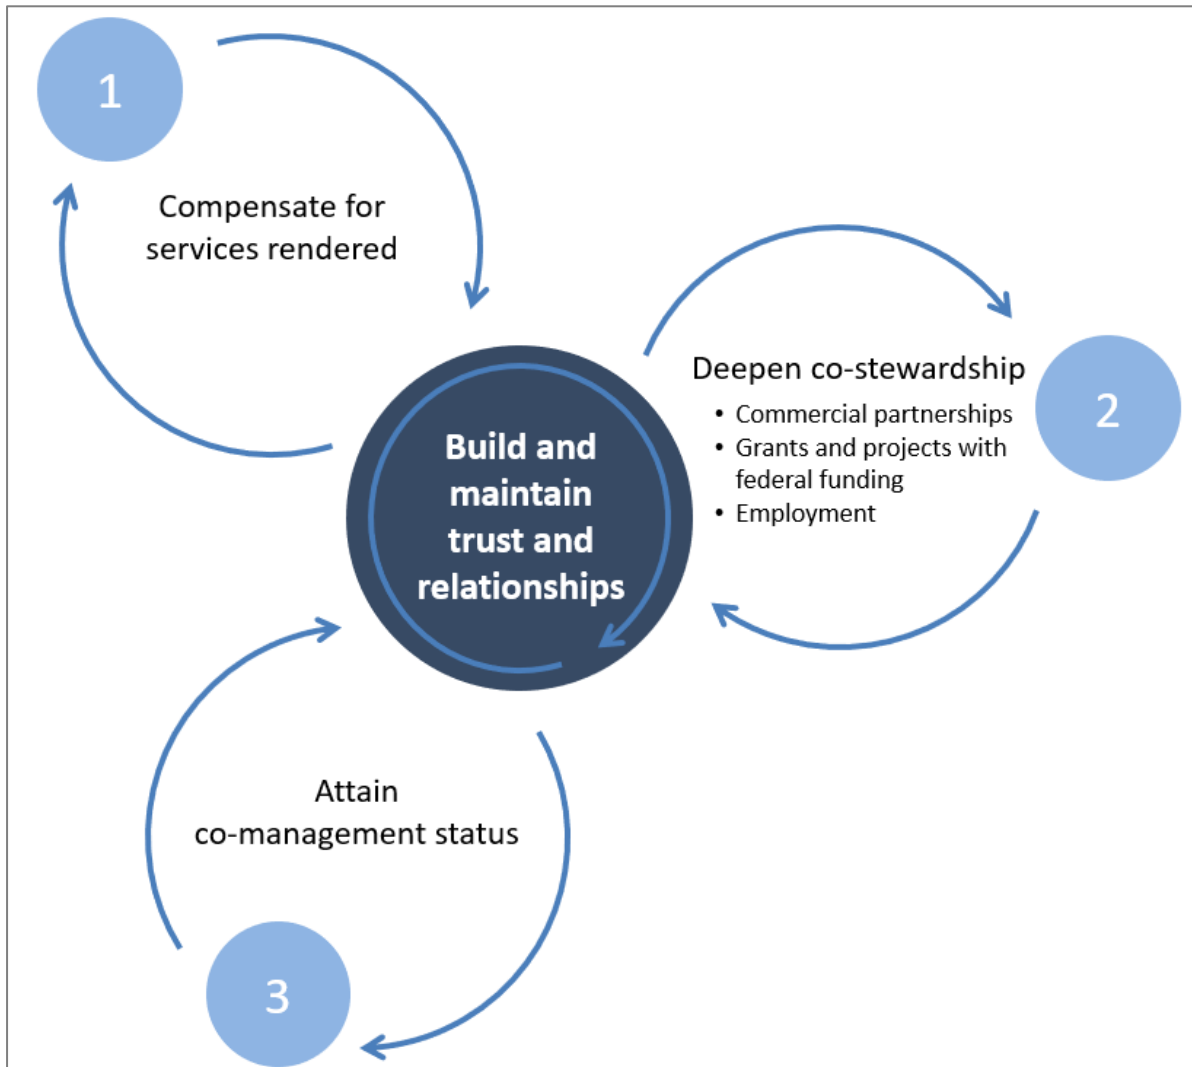 1
Compensate for
services rendered
Build and
maintain
trust and
relationships
Deepen co-stewardship
• Commercial partnerships
• Grants and projects with
federal funding
• Employment
2
Attain
co-management status
3